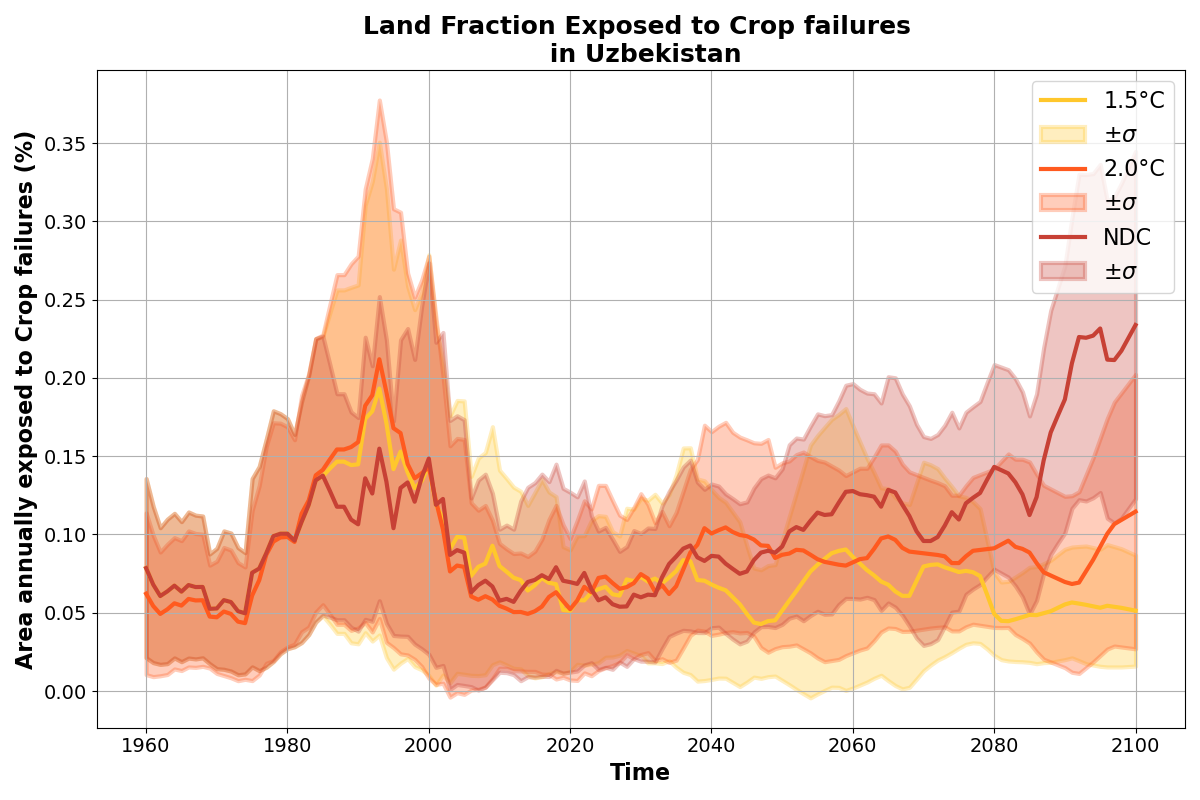 Land Fraction Exposed to Crop failures
in Uzbekistan
Area annually exposed to Crop failures (%)
0.35
0.30
0.25
0.20
0.15
0.10
0.05
0.00
1.5°C
±σ
2.0°C
±σ
NDC
±σ
1960 1980 2000 2020 2040 2060 2080 2100
Time